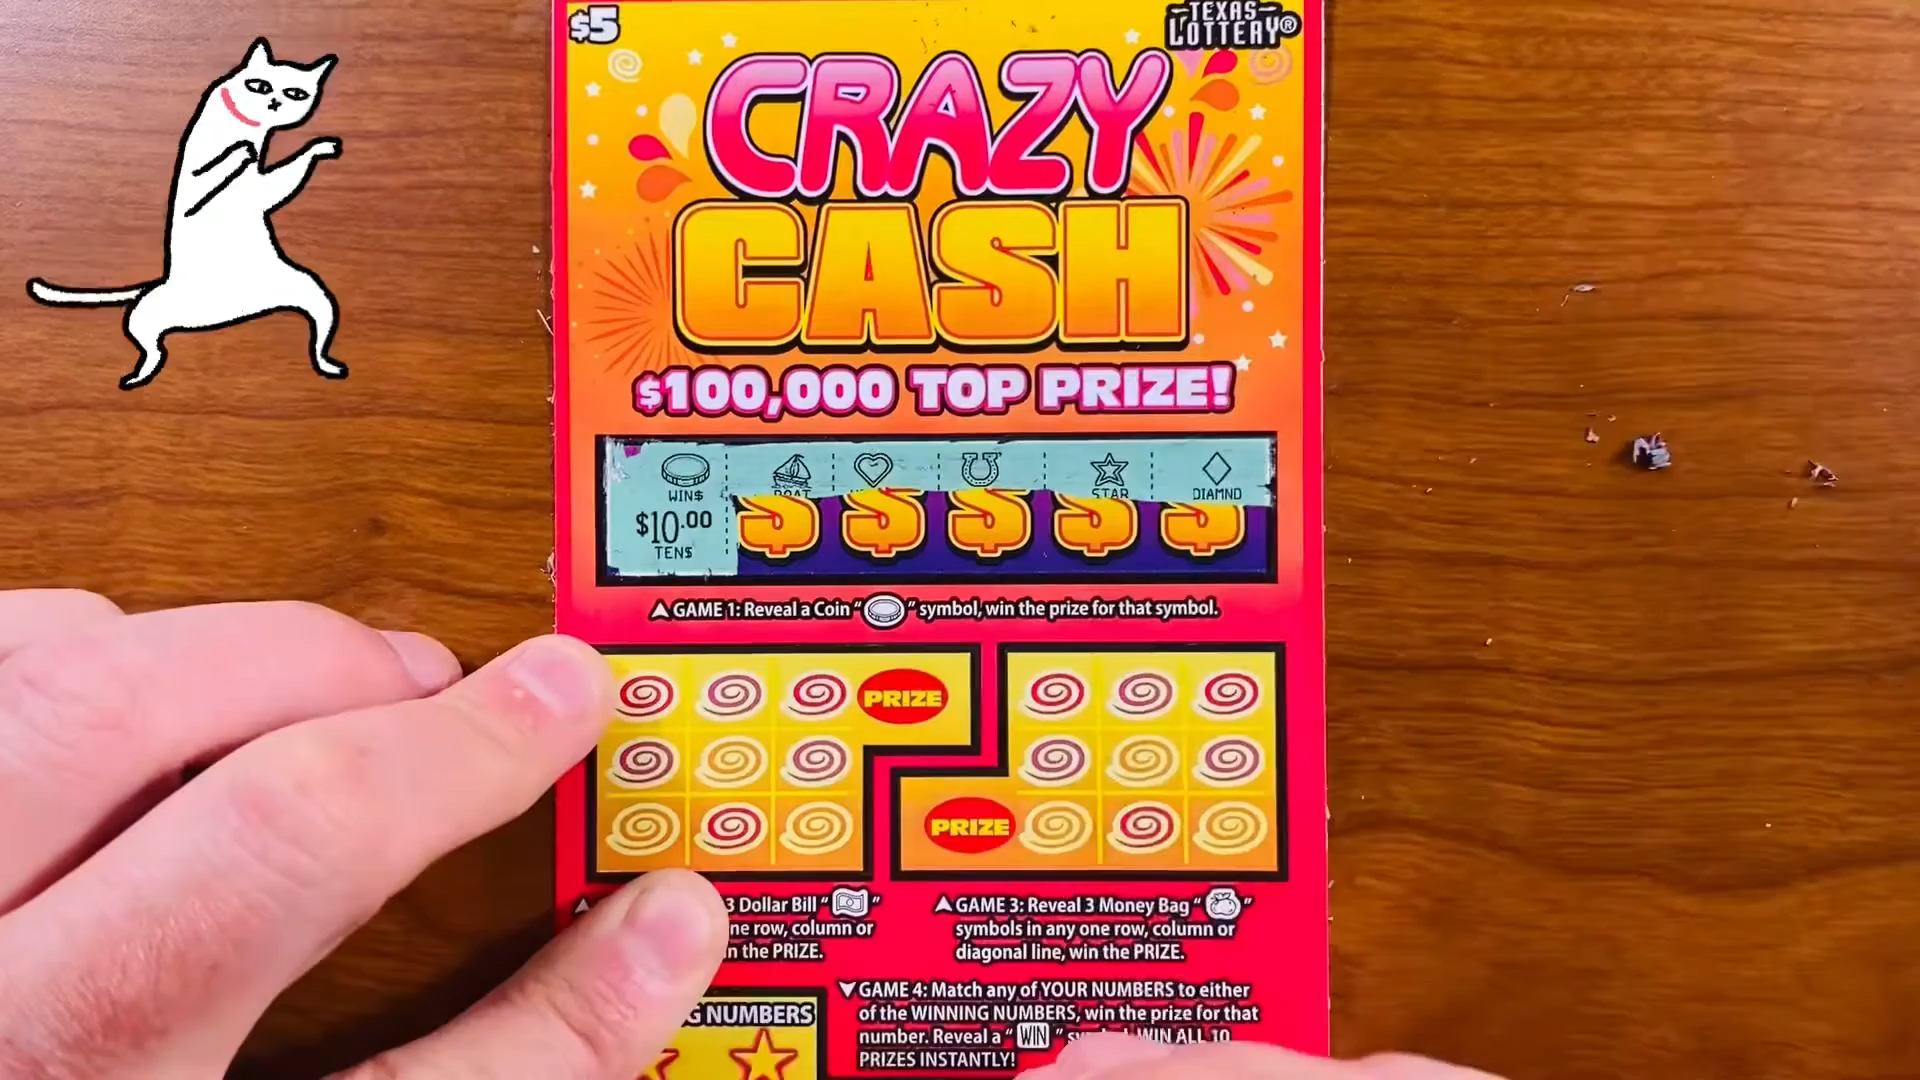 $5
TEXAS
LOTTERY®
CRAZY
CASH
$100,000 TOP PRIZE!
WIN$ BOAT STAR DIAMND
$10.00
TEN$
$ $ $ $ $
GAME 1: Reveal a Coin " " symbol, win the prize for that symbol.
PRIZE
PRIZE
3 Dollar Bill " "
one row, column or
the PRIZE.
GAME 3: Reveal 3 Money Bag " "
symbols in any one row, column or
diagonal line, win the PRIZE.
NUMBERS
GAME 4: Match any of YOUR NUMBERS to either
of the WINNING NUMBERS, win the prize for that
number. Reveal a "WIN" WIN ALL 10
PRIZES INSTANTLY!